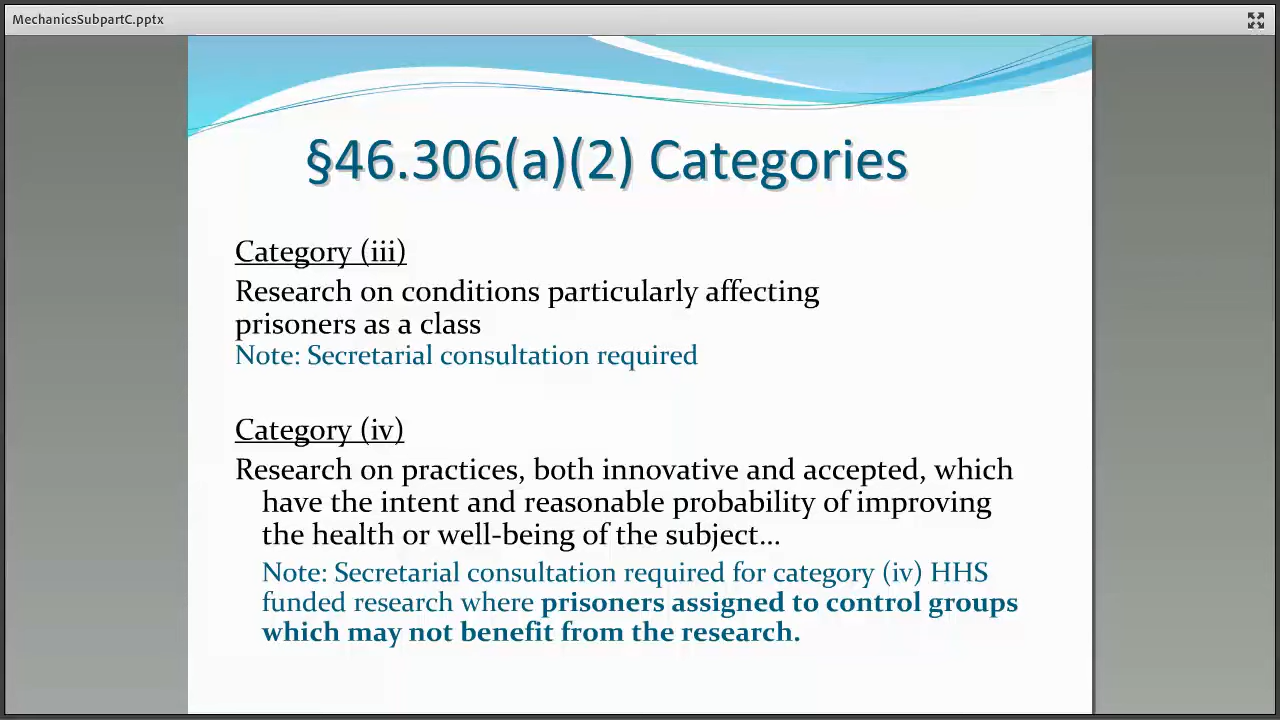 MechanicsSubpartC.pptx
§46.306(a)(2) Categories
Category (iii)
Research on conditions particularly affecting
prisoners as a class
Note: Secretarial consultation required
Category (iv)
Research on practices, both innovative and accepted, which
have the intent and reasonable probability of improving
the health or well-being of the subject…
Note: Secretarial consultation required for category (iv) HHS
funded research where prisoners assigned to control groups
which may not benefit from the research.